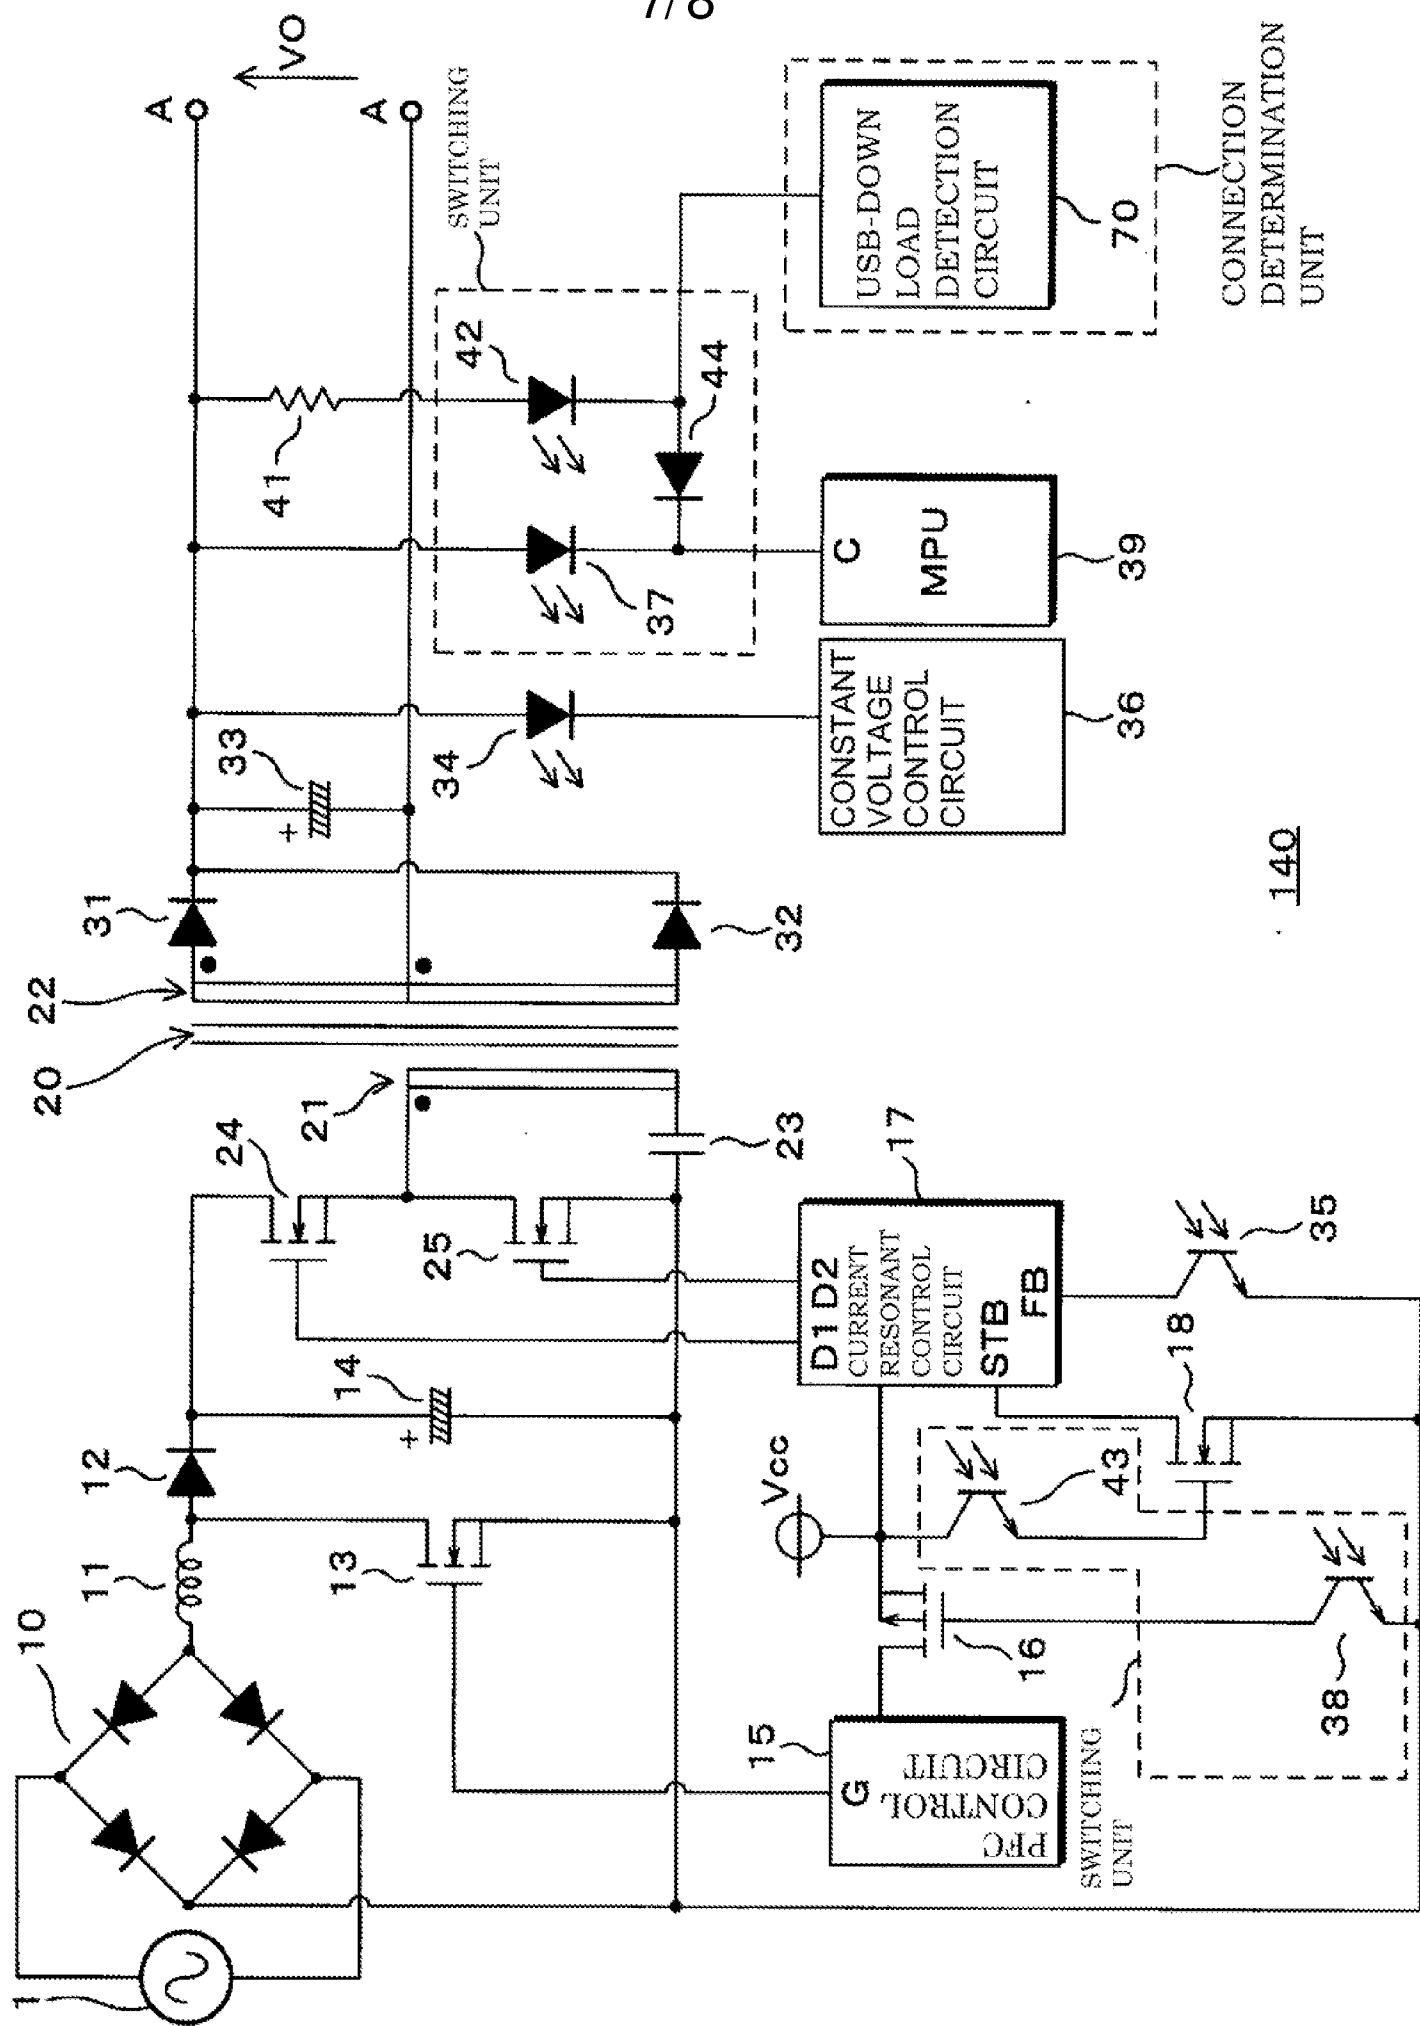 7/8
1
10
11
12
13
14
15
G
PFC
CONTROL
CIRCUIT
16
Vcc
17
D1 D2
CURRENT
RESONANT
CONTROL
CIRCUIT
STB
FB
18
35
38
43
SWITCHING
UNIT
20
21
22
23
24
25
31
32
33
34
+
+
36
CONSTANT
VOLTAGE
CONTROL
CIRCUIT
37
39
C
MPU
41
42
44
SWITCHING
UNIT
A
A
VO
USB-DOWN
LOAD
DETECTION
CIRCUIT
70
CONNECTION
DETERMINATION
UNIT
140